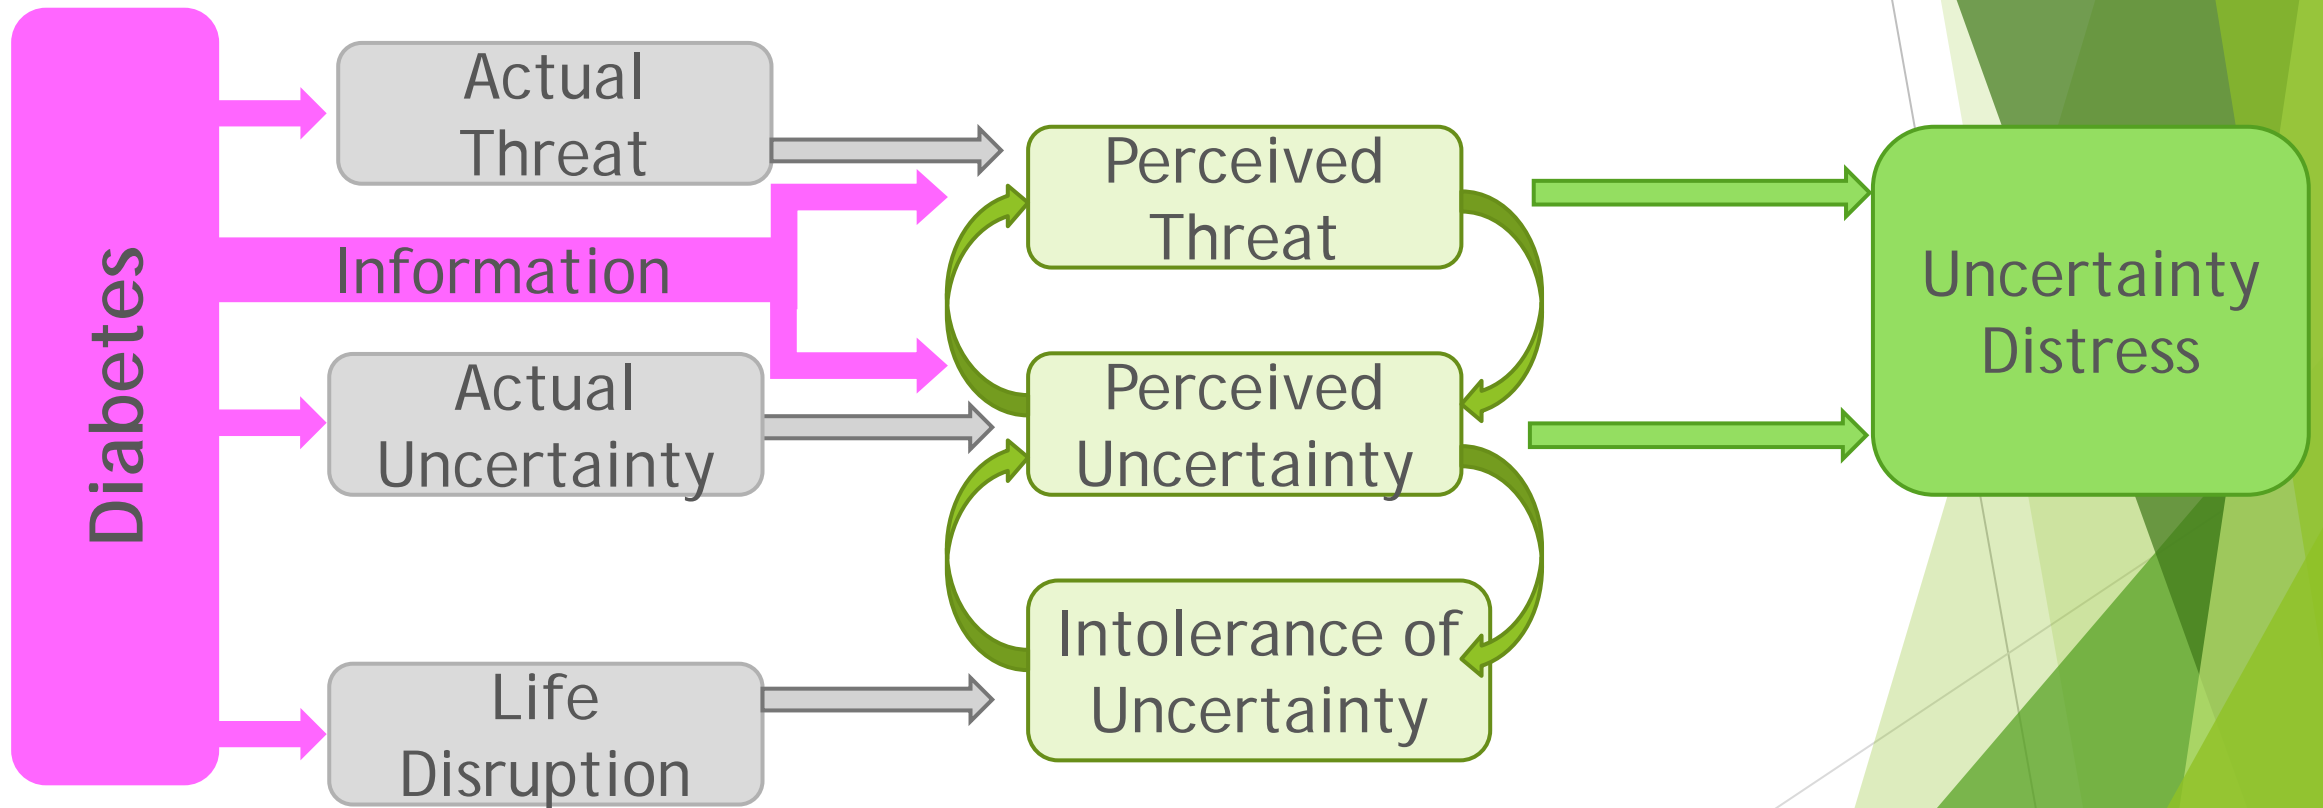 Diabetes
Actual
Threat
Information
Actual
Uncertainty
Life
Disruption
Perceived
Threat
Perceived
Uncertainty
Intolerance of
Uncertainty
Uncertainty
Distress